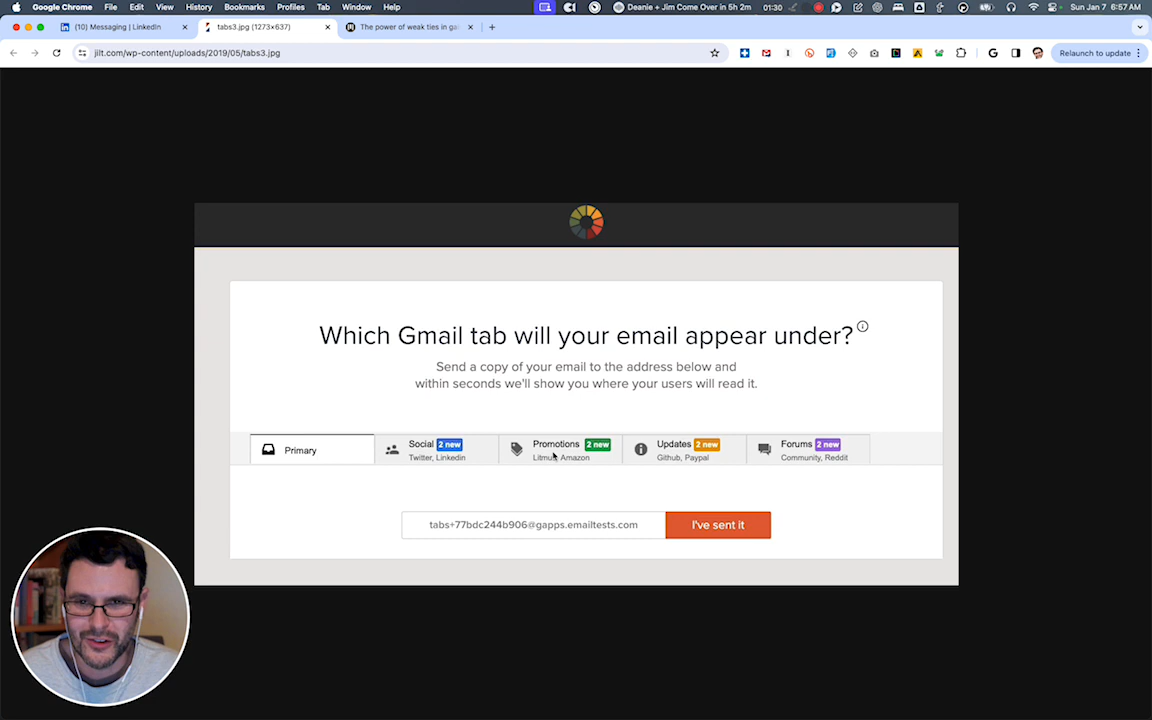 Google Chrome File Edit View History Bookmarks Profiles Tab Window Help Deanie + Jim Come Over in 5h 2m 01:30 Sun Jan 7 6:57 AM
(10) Messaging | LinkedIn tabs3.jpg (1273×637) The power of weak ties in ga
jilt.com/wp-content/uploads/2019/05/tabs3.jpg Relaunch to update
Which Gmail tab will your email appear under?
Send a copy of your email to the address below and
within seconds we'll show you where your users will read it.
Primary
Social 2 new
Twitter, Linkedin
Promotions 2 new
Litmus, Amazon
Updates 2 new
Github, Paypal
Forums 2 new
Community, Reddit
tabs+77bdc244b906@gapps.emailtests.com I've sent it